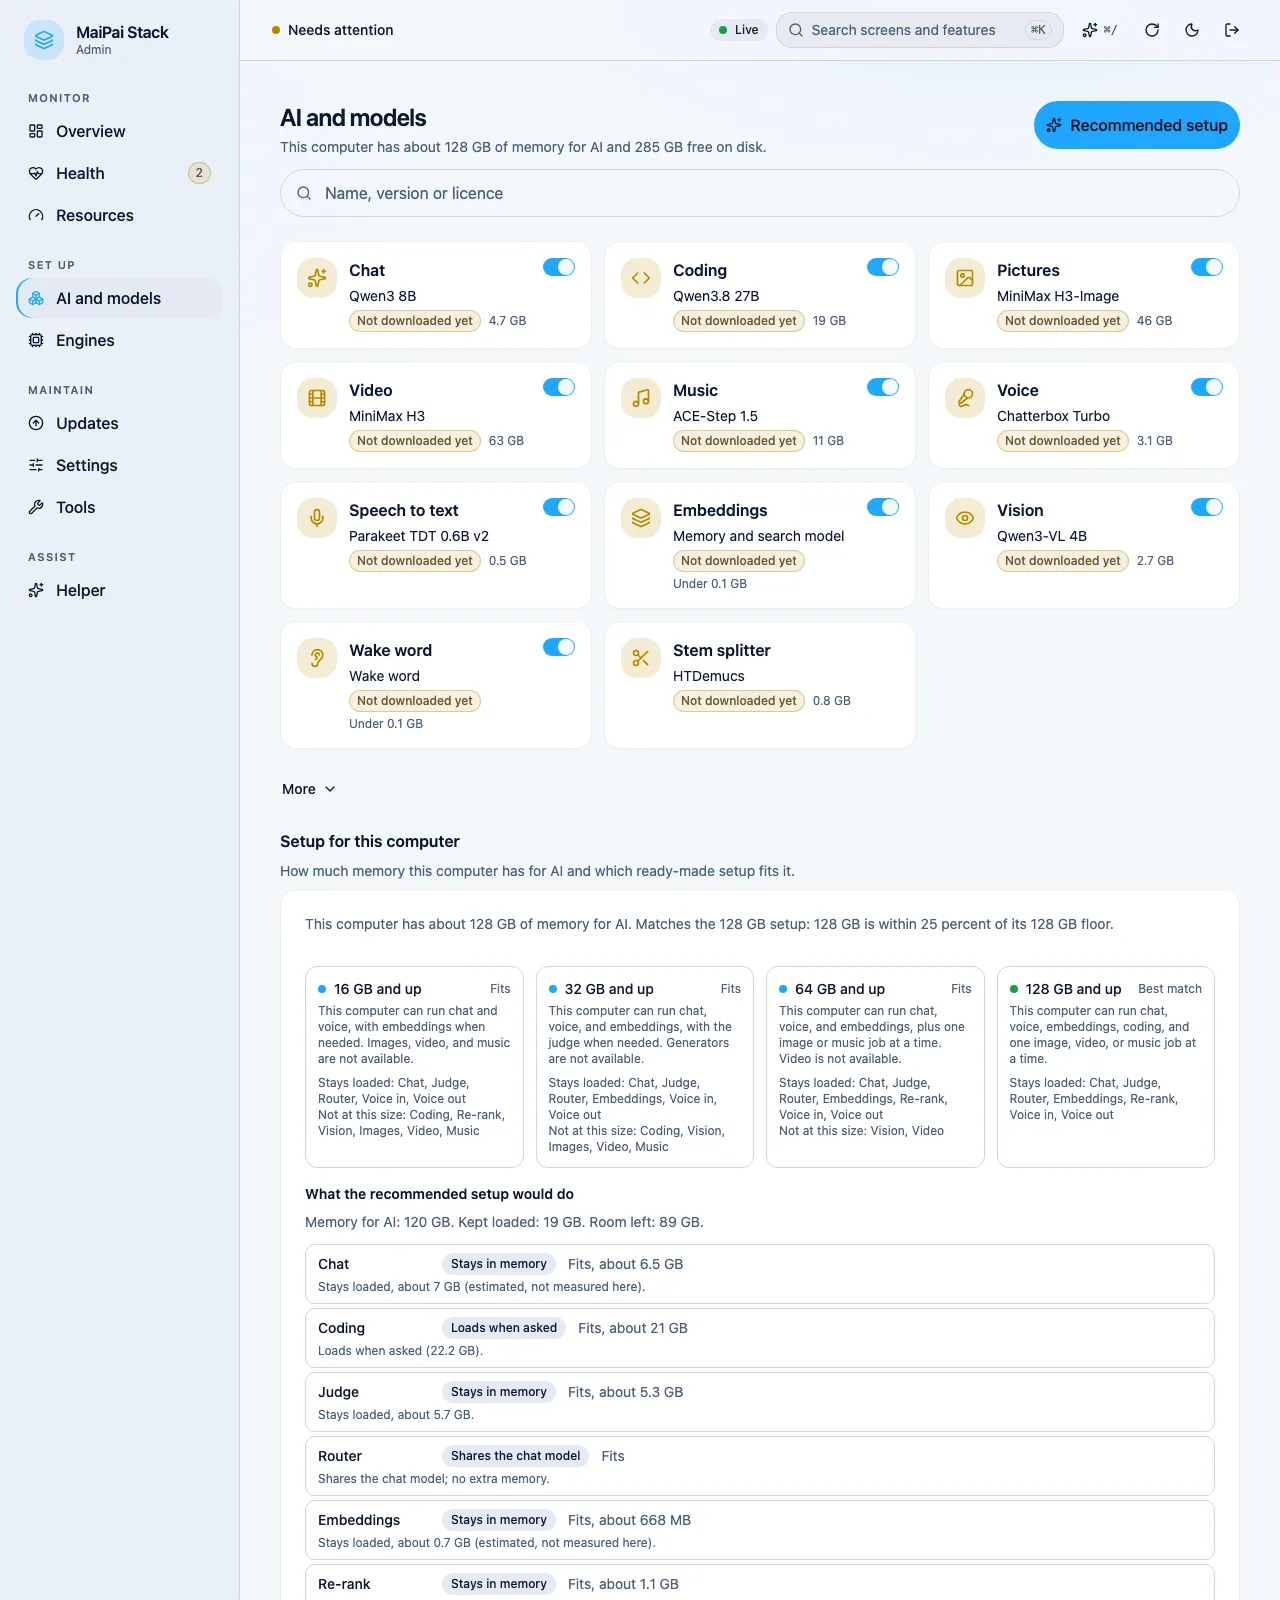 MaiPai Stack
Admin
Needs attention
Live
Search screens and features
⌘K
⌘/
MONITOR
Overview
Health
2
Resources
SET UP
AI and models
Engines
MAINTAIN
Updates
Settings
Tools
ASSIST
Helper
AI and models
This computer has about 128 GB of memory for AI and 285 GB free on disk.
Recommended setup
Name, version or licence
Chat
Qwen3 8B
Not downloaded yet 4.7 GB
Coding
Qwen3.8 27B
Not downloaded yet 19 GB
Pictures
MiniMax H3-Image
Not downloaded yet 46 GB
Video
MiniMax H3
Not downloaded yet 63 GB
Music
ACE-Step 1.5
Not downloaded yet 11 GB
Voice
Chatterbox Turbo
Not downloaded yet 3.1 GB
Speech to text
Parakeet TDT 0.6B v2
Not downloaded yet 0.5 GB
Embeddings
Memory and search model
Not downloaded yet
Under 0.1 GB
Vision
Qwen3-VL 4B
Not downloaded yet 2.7 GB
Wake word
Wake word
Not downloaded yet
Under 0.1 GB
Stem splitter
HTDemucs
Not downloaded yet 0.8 GB
More
Setup for this computer
How much memory this computer has for AI and which ready-made setup fits it.
This computer has about 128 GB of memory for AI. Matches the 128 GB setup: 128 GB is within 25 percent of its 128 GB floor.
16 GB and up Fits
This computer can run chat and
voice, with embeddings when
needed. Images, video, and music
are not available.
Stays loaded: Chat, Judge,
Router, Voice in, Voice out
Not at this size: Coding, Re-rank,
Vision, Images, Video, Music
32 GB and up Fits
This computer can run chat,
voice, and embeddings, with the
judge when needed. Generators
are not available.
Stays loaded: Chat, Judge,
Router, Embeddings, Voice in,
Voice out
Not at this size: Coding, Vision,
Images, Video, Music
64 GB and up Fits
This computer can run chat,
voice, and embeddings, plus one
image or music job at a time.
Video is not available.
Stays loaded: Chat, Judge,
Router, Embeddings, Re-rank,
Voice in, Voice out
Not at this size: Vision, Video
128 GB and up Best match
This computer can run chat,
voice, embeddings, coding, and
one image, video, or music job at
a time.
Stays loaded: Chat, Judge,
Router, Embeddings, Re-rank,
Voice in, Voice out
What the recommended setup would do
Memory for AI: 120 GB. Kept loaded: 19 GB. Room left: 89 GB.
Chat Stays in memory Fits, about 6.5 GB
Stays loaded, about 7 GB (estimated, not measured here).
Coding Loads when asked Fits, about 21 GB
Loads when asked (22.2 GB).
Judge Stays in memory Fits, about 5.3 GB
Stays loaded, about 5.7 GB.
Router Shares the chat model Fits
Shares the chat model; no extra memory.
Embeddings Stays in memory Fits, about 668 MB
Stays loaded, about 0.7 GB (estimated, not measured here).
Re-rank Stays in memory Fits, about 1.1 GB